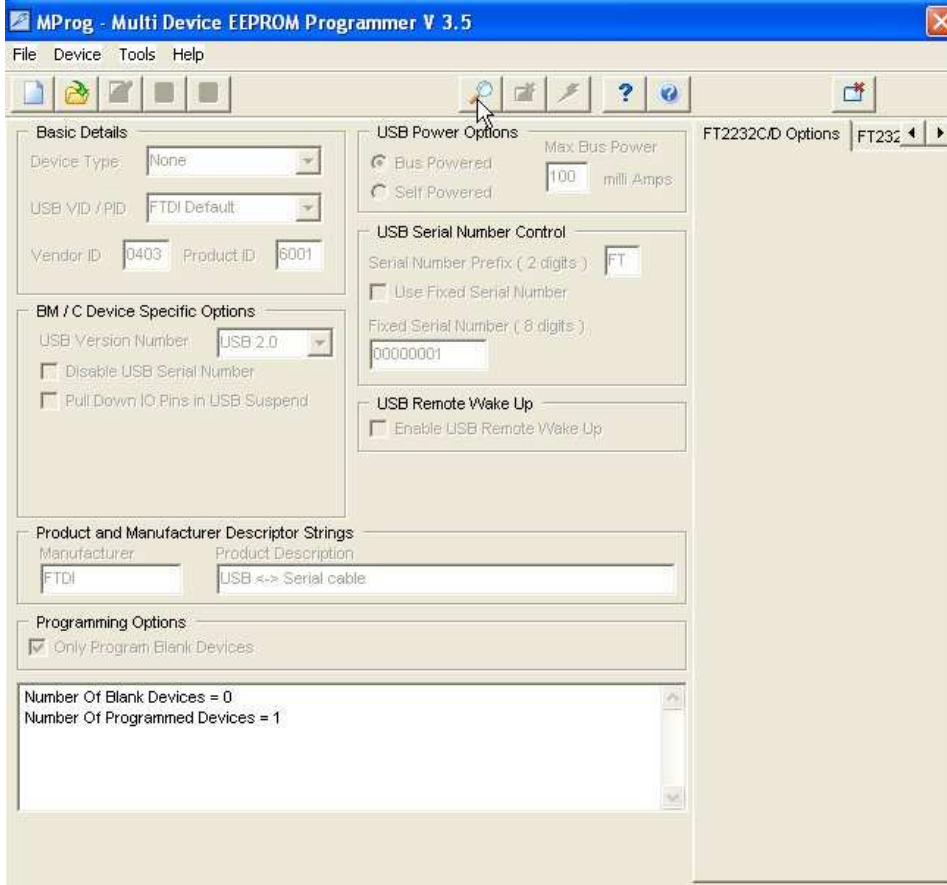 MProg - Multi Device EEPROM Programmer V 3.5
File Device Tools Help
Basic Details
Device Type None
USB VID / PID FTDI Default
Vendor ID 0403 Product ID 6001
BM / C Device Specific Options
USB Version Number USB 2.0
Disable USB Serial Number
Pull Down IO Pins in USB Suspend
USB Power Options
Max Bus Power
Bus Powered
100 milli Amps
Self Powered
USB Serial Number Control
Serial Number Prefix ( 2 digits ) FT
Use Fixed Serial Number
Fixed Serial Number ( 8 digits )
00000001
USB Remote Wake Up
Enable USB Remote Wake Up
FT2232C/D Options FT232
Product and Manufacturer Descriptor Strings
Manufacturer Product Description
FTDI USB <-> Serial cable
Programming Options
Only Program Blank Devices
Number Of Blank Devices = 0
Number Of Programmed Devices = 1